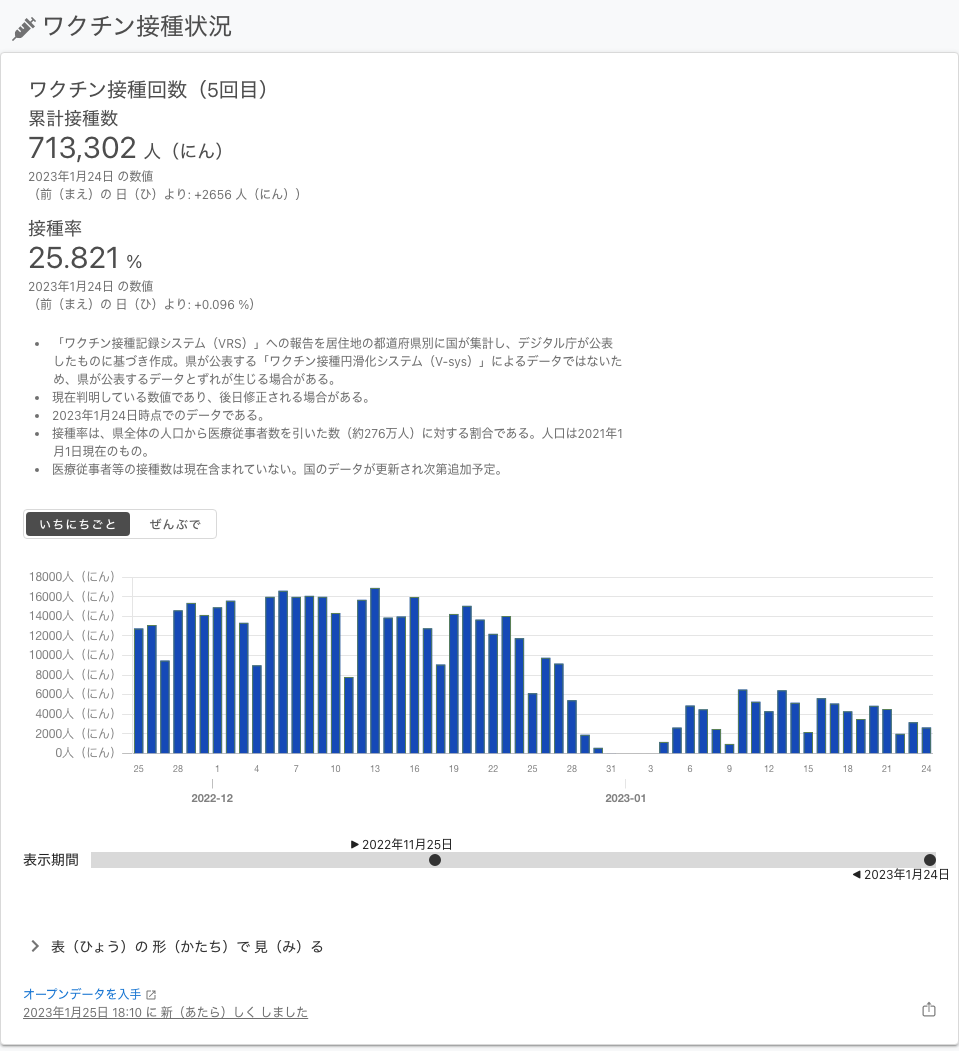 ワクチン接種状況
ワクチン接種回数（5回目）
累計接種数
713,302 人（にん）
2023年1月24日 の数値
（前（まえ）の 日（ひ）より: +2656 人（にん））
接種率
25.821 %
2023年1月24日 の数値
（前（まえ）の 日（ひ）より: +0.096 %）
• 「ワクチン接種記録システム（VRS）」への報告を居住地の都道府県別に国が集計し、デジタル庁が公表
したものに基づき作成。県が公表する「ワクチン接種円滑化システム（V-sys）」によるデータではないた
め、県が公表するデータとずれが生じる場合がある。
• 現在判明している数値であり、後日修正される場合がある。
• 2023年1月24日時点でのデータである。
• 接種率は、県全体の人口から医療従事者数を引いた数（約276万人）に対する割合である。人口は2021年1
月1日現在のもの。
• 医療従事者等の接種数は現在含まれていない。国のデータが更新され次第追加予定。
いちにちごと ぜんぶで
18000人（にん）
16000人（にん）
14000人（にん）
12000人（にん）
10000人（にん）
8000人（にん）
6000人（にん）
4000人（にん）
2000人（にん）
0人（にん）
25 28 1 4 7 10 13 16 19 22 25 28 31 3 6 9 12 15 18 21 24
2022-12 2023-01
▶ 2022年11月25日
表示期間
◀ 2023年1月24日
表（ひょう）の 形（かたち）で 見（み）る
オープンデータを入手
2023年1月25日 18:10 に 新（あたら）しく しました